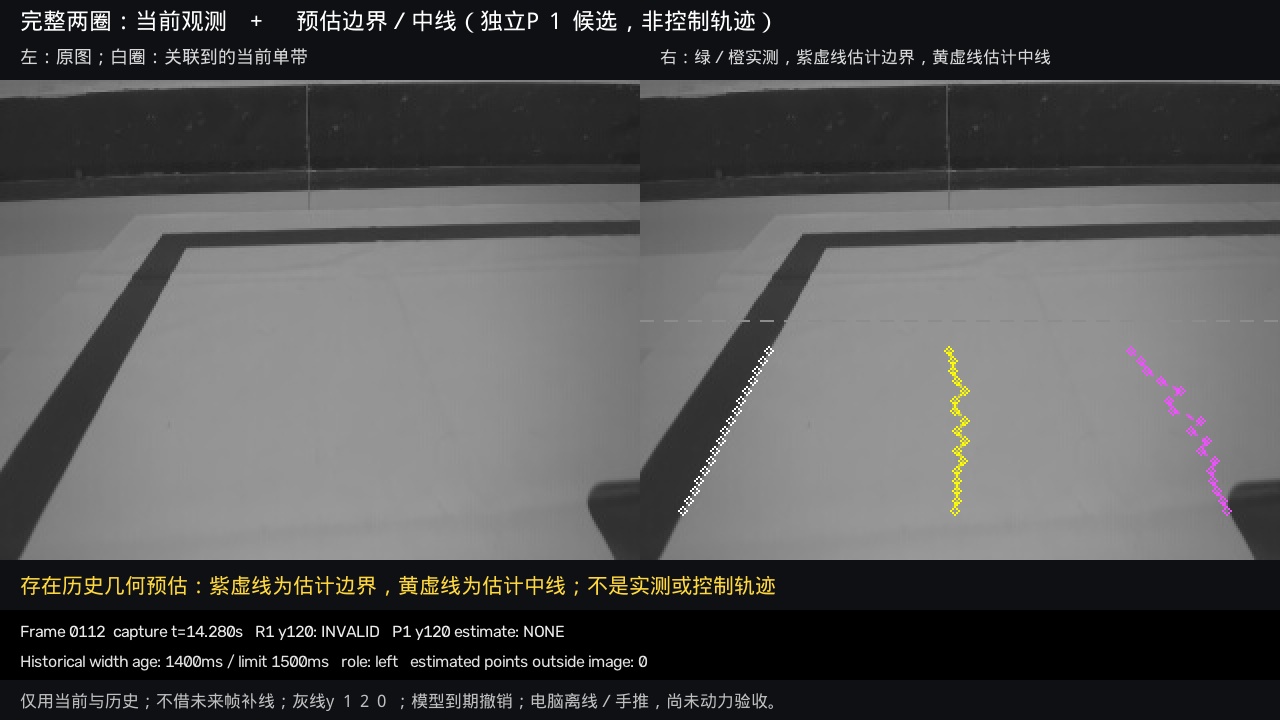 完整两圈：当前观测　+　预估边界／中线（独立P１候选，非控制轨迹）
左：原图；白圈：关联到的当前单带
右：绿／橙实测，紫虚线估计边界，黄虚线估计中线
存在历史几何预估：紫虚线为估计边界，黄虚线为估计中线；不是实测或控制轨迹
Frame 0112  capture t=14.280s   R1 y120: INVALID   P1 y120 estimate: NONE
Historical width age: 1400ms / limit 1500ms   role: left   estimated points outside image: 0
仅用当前与历史；不借未来帧补线；灰线y１２０；模型到期撤销；电脑离线／手推，尚未动力验收。